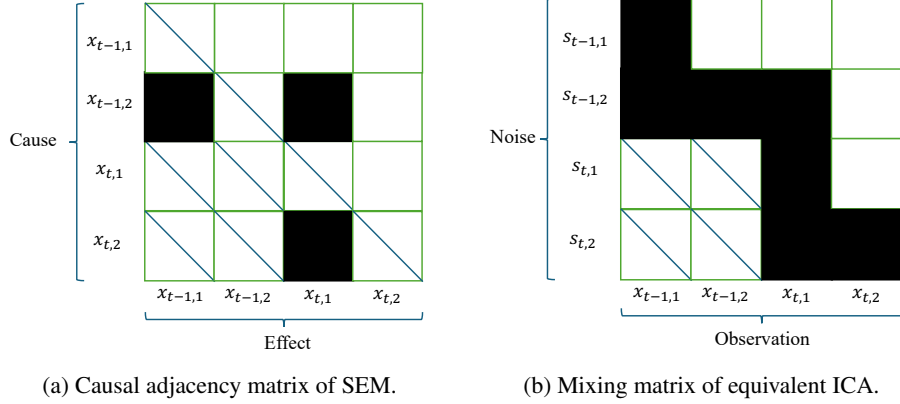 x_{t−1,1}
x_{t−1,2}
Cause
x_{t,1}
x_{t,2}
x_{t−1,1} x_{t−1,2} x_{t,1} x_{t,2}
Effect
(a) Causal adjacency matrix of SEM.
s_{t−1,1}
s_{t−1,2}
Noise
s_{t,1}
s_{t,2}
x_{t−1,1} x_{t−1,2} x_{t,1} x_{t,2}
Observation
(b) Mixing matrix of equivalent ICA.